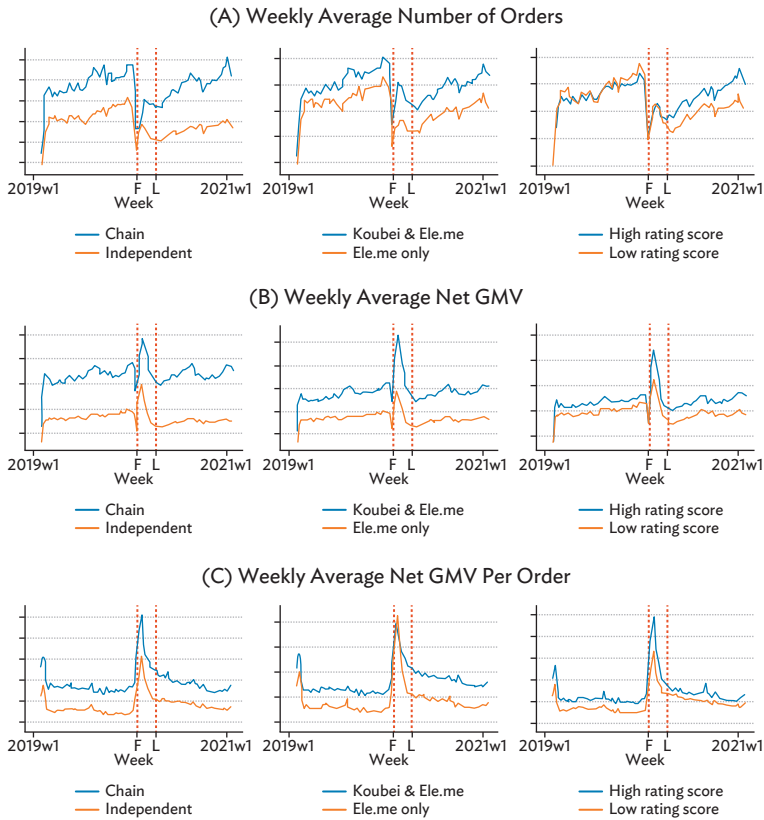 (A) Weekly Average Number of Orders
2019w1 F L 2021w1 2019w1 F L 2021w1 2019w1 F L 2021w1
Week Week Week
Chain Koubei & Ele.me High rating score
Independent Ele.me only Low rating score
(B) Weekly Average Net GMV
2019w1 F L 2021w1 2019w1 F L 2021w1 2019w1 F L 2021w1
Week Week Week
Chain Koubei & Ele.me High rating score
Independent Ele.me only Low rating score
(C) Weekly Average Net GMV Per Order
2019w1 F L 2021w1 2019w1 F L 2021w1 2019w1 F L 2021w1
Week Week Week
Chain Koubei & Ele.me High rating score
Independent Ele.me only Low rating score